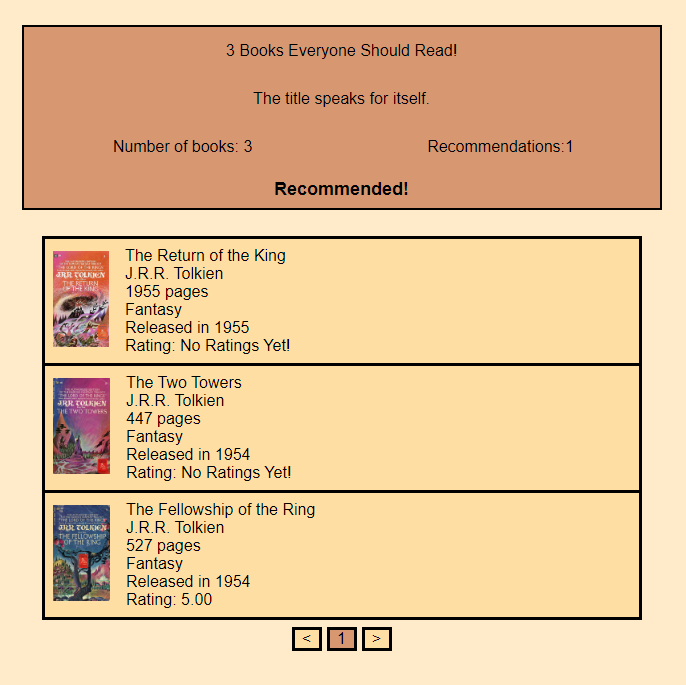 3 Books Everyone Should Read!
The title speaks for itself.
Number of books: 3
Recommendations:1
Recommended!
JRR TOLKIEN
THE RETURN
OF THE KING
The Return of the King
J.R.R. Tolkien
1955 pages
Fantasy
Released in 1955
Rating: No Ratings Yet!
JRR TOLKIEN
THE TWO TOWERS
The Two Towers
J.R.R. Tolkien
447 pages
Fantasy
Released in 1954
Rating: No Ratings Yet!
JRR TOLKIEN
THE FELLOWSHIP
OF THE RING
The Fellowship of the Ring
J.R.R. Tolkien
527 pages
Fantasy
Released in 1954
Rating: 5.00
< 1 >